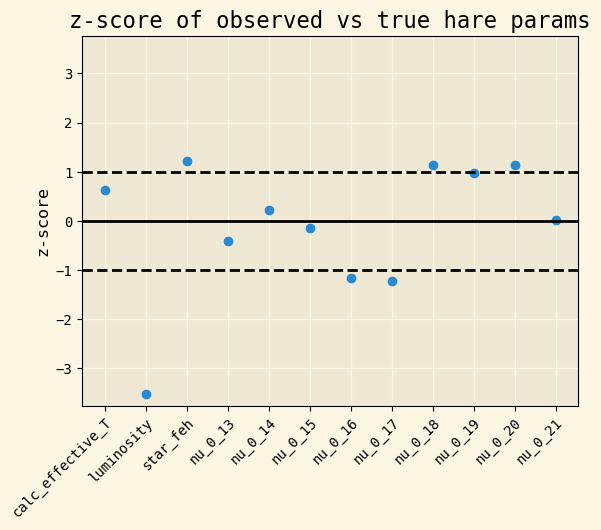 z-score of observed vs true hare params
z-score
3
2
1
0
−1
−2
−3
calc_effective_T
luminosity
star_feh
nu_0_13
nu_0_14
nu_0_15
nu_0_16
nu_0_17
nu_0_18
nu_0_19
nu_0_20
nu_0_21